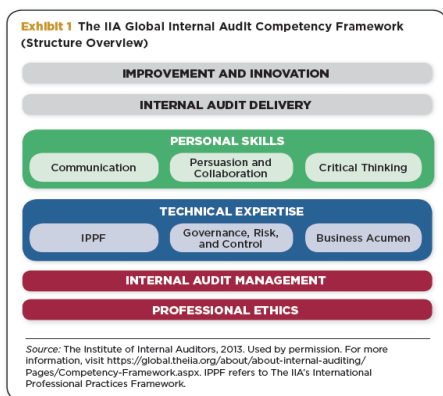 Exhibit 1 The IIA Global Internal Audit Competency Framework
(Structure Overview)
IMPROVEMENT AND INNOVATION
INTERNAL AUDIT DELIVERY
PERSONAL SKILLS
Communication
Persuasion and
Collaboration
Critical Thinking
TECHNICAL EXPERTISE
IPPF
Governance, Risk,
and Control
Business Acumen
INTERNAL AUDIT MANAGEMENT
PROFESSIONAL ETHICS
Source: The Institute of Internal Auditors, 2013. Used by permission. For more
information, visit https://global.theiia.org/about/about-internal-auditing/
Pages/Competency-Framework.aspx. IPPF refers to The IIA's International
Professional Practices Framework.